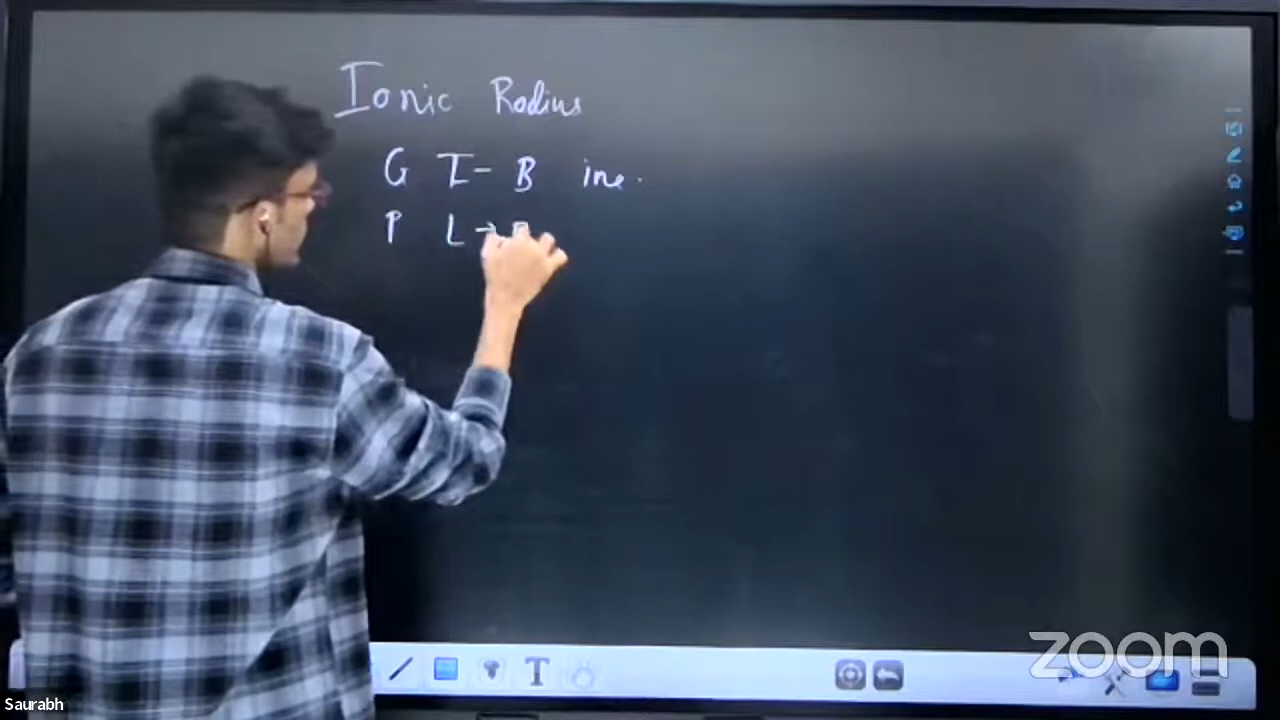 Ionic Radius
G T - B inc.
P L →
T
zoom
Saurabh